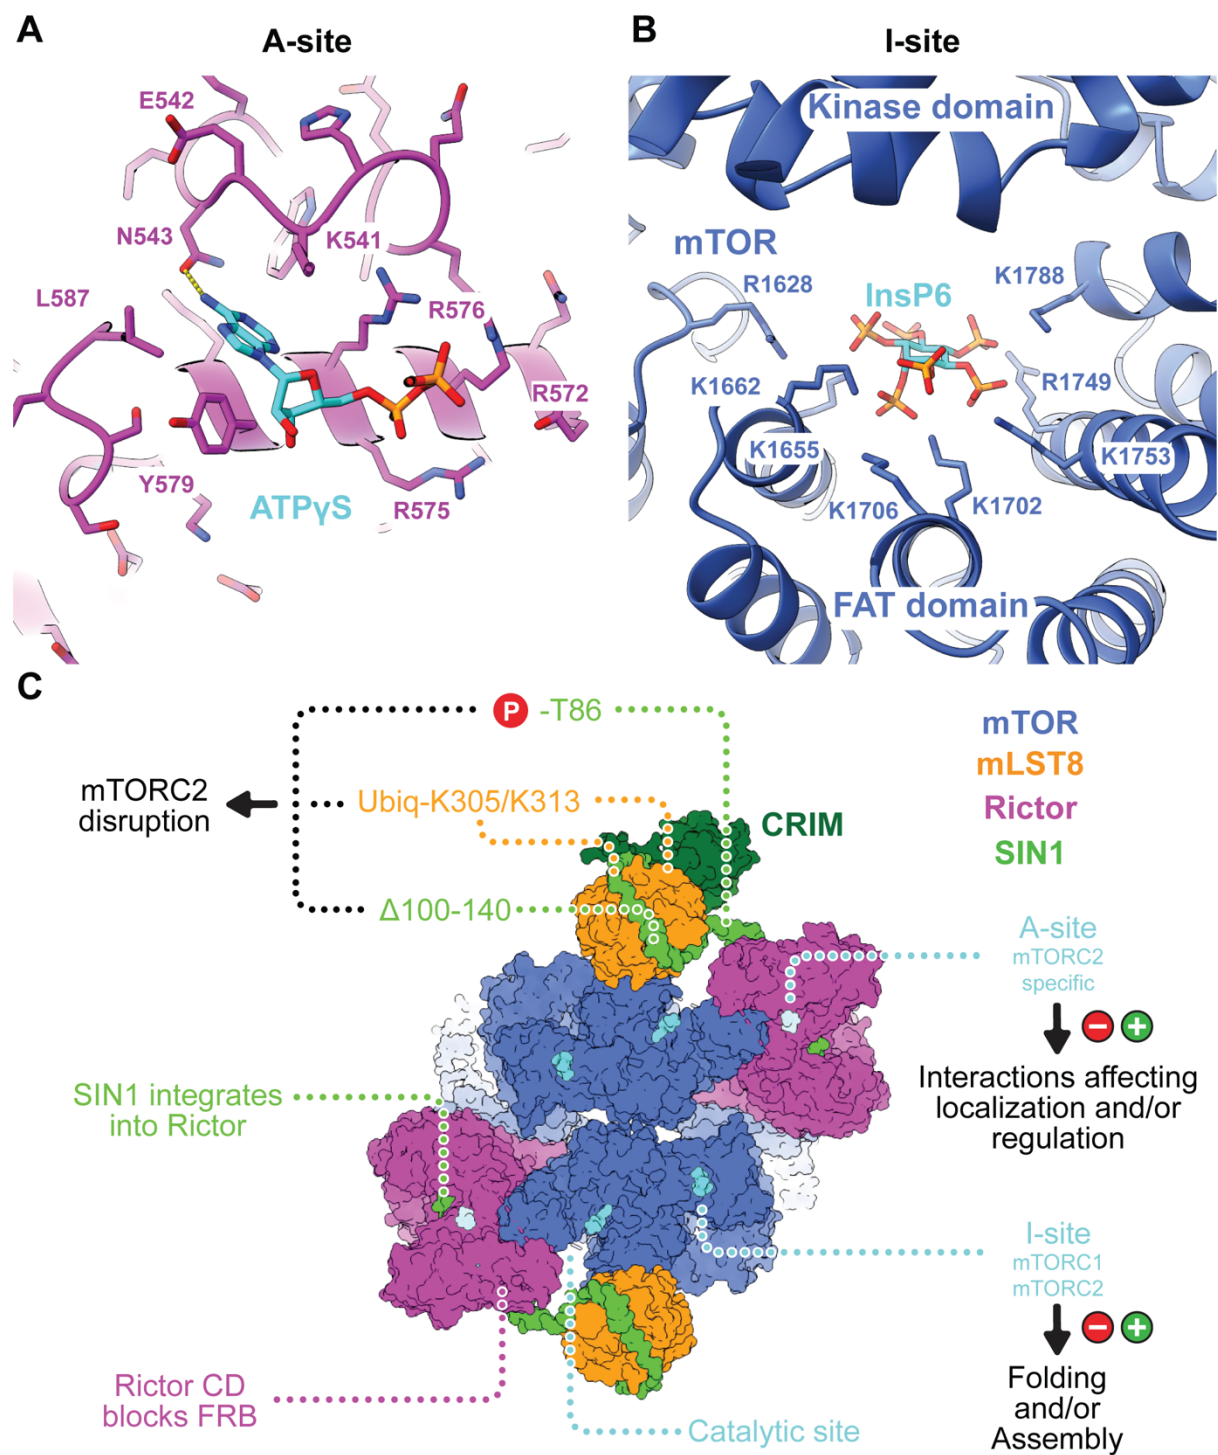 A
A-site
E542
N543
K541
L587
R576
R572
Y579
ATPγS
R575
B
I-site
Kinase domain
mTOR
R1628
InsP6
K1788
K1662
R1749
K1655
K1753
K1706
K1702
FAT domain
C
P -T86
mTORC2
disruption
Ubiq-K305/K313
Δ100-140
CRIM
mTOR
mLST8
Rictor
SIN1
A-site
mTORC2
specific
− +
Interactions affecting
localization and/or
regulation
SIN1 integrates
into Rictor
I-site
mTORC1
mTORC2
− +
Folding
and/or
Assembly
Rictor CD
blocks FRB
Catalytic site